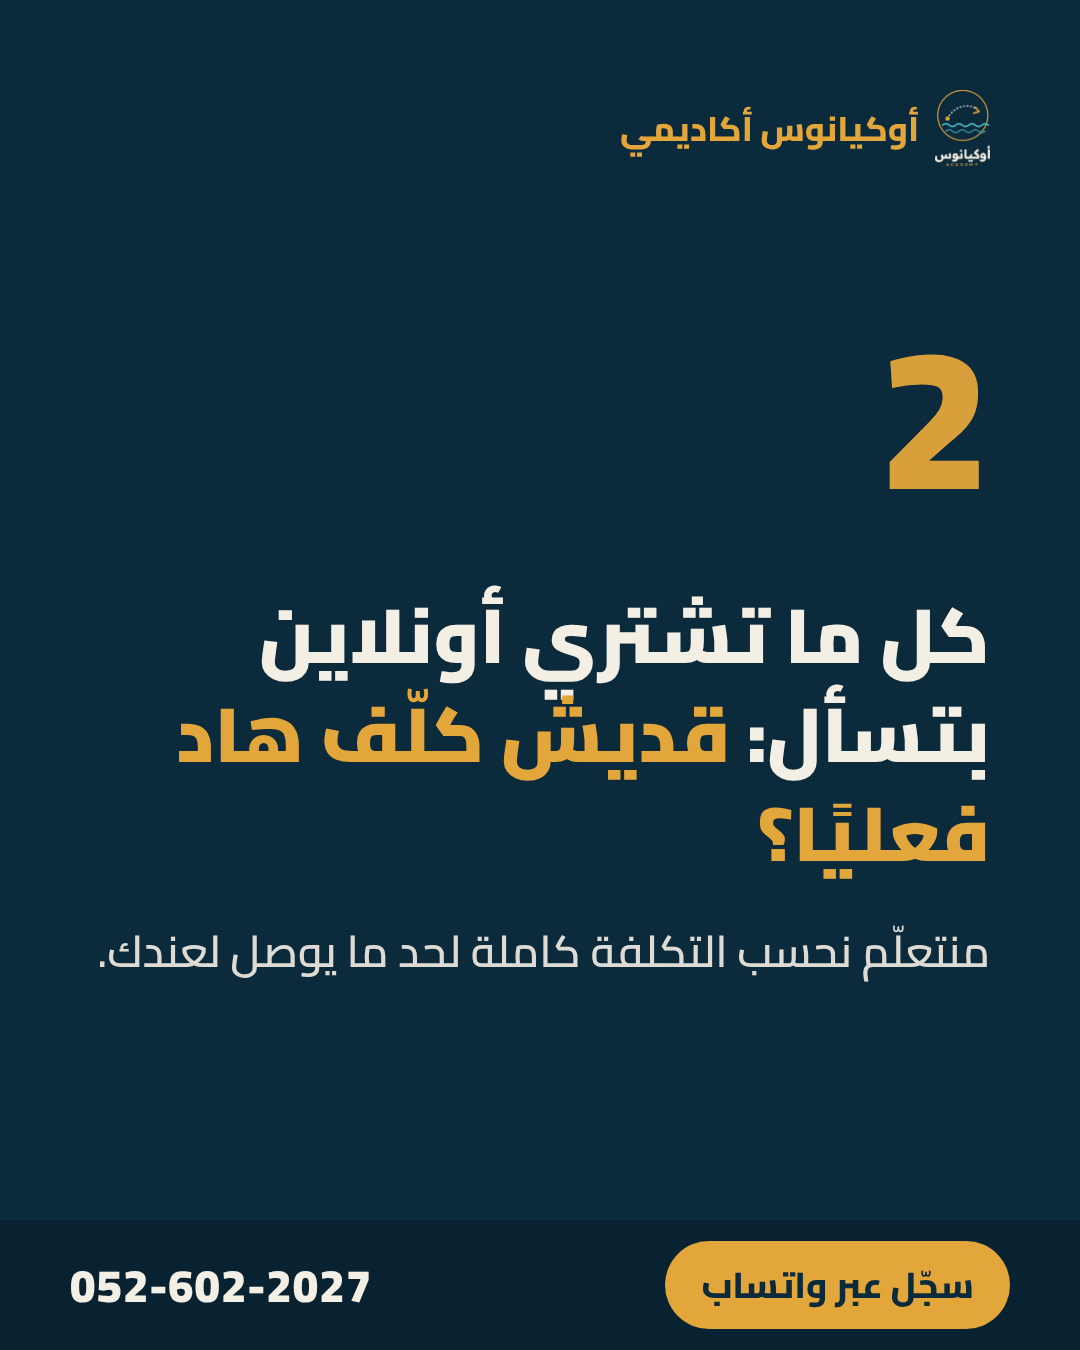 أوكيانوس أكاديمي
أوكيانوس
ACADEMY
2
كل ما تشتري أونلاين
بتسأل: قديش كلّف هاد
فعليًا؟
منتعلّم نحسب التكلفة كاملة لحد ما يوصل لعندك.
سجّل عبر واتساب
052-602-2027